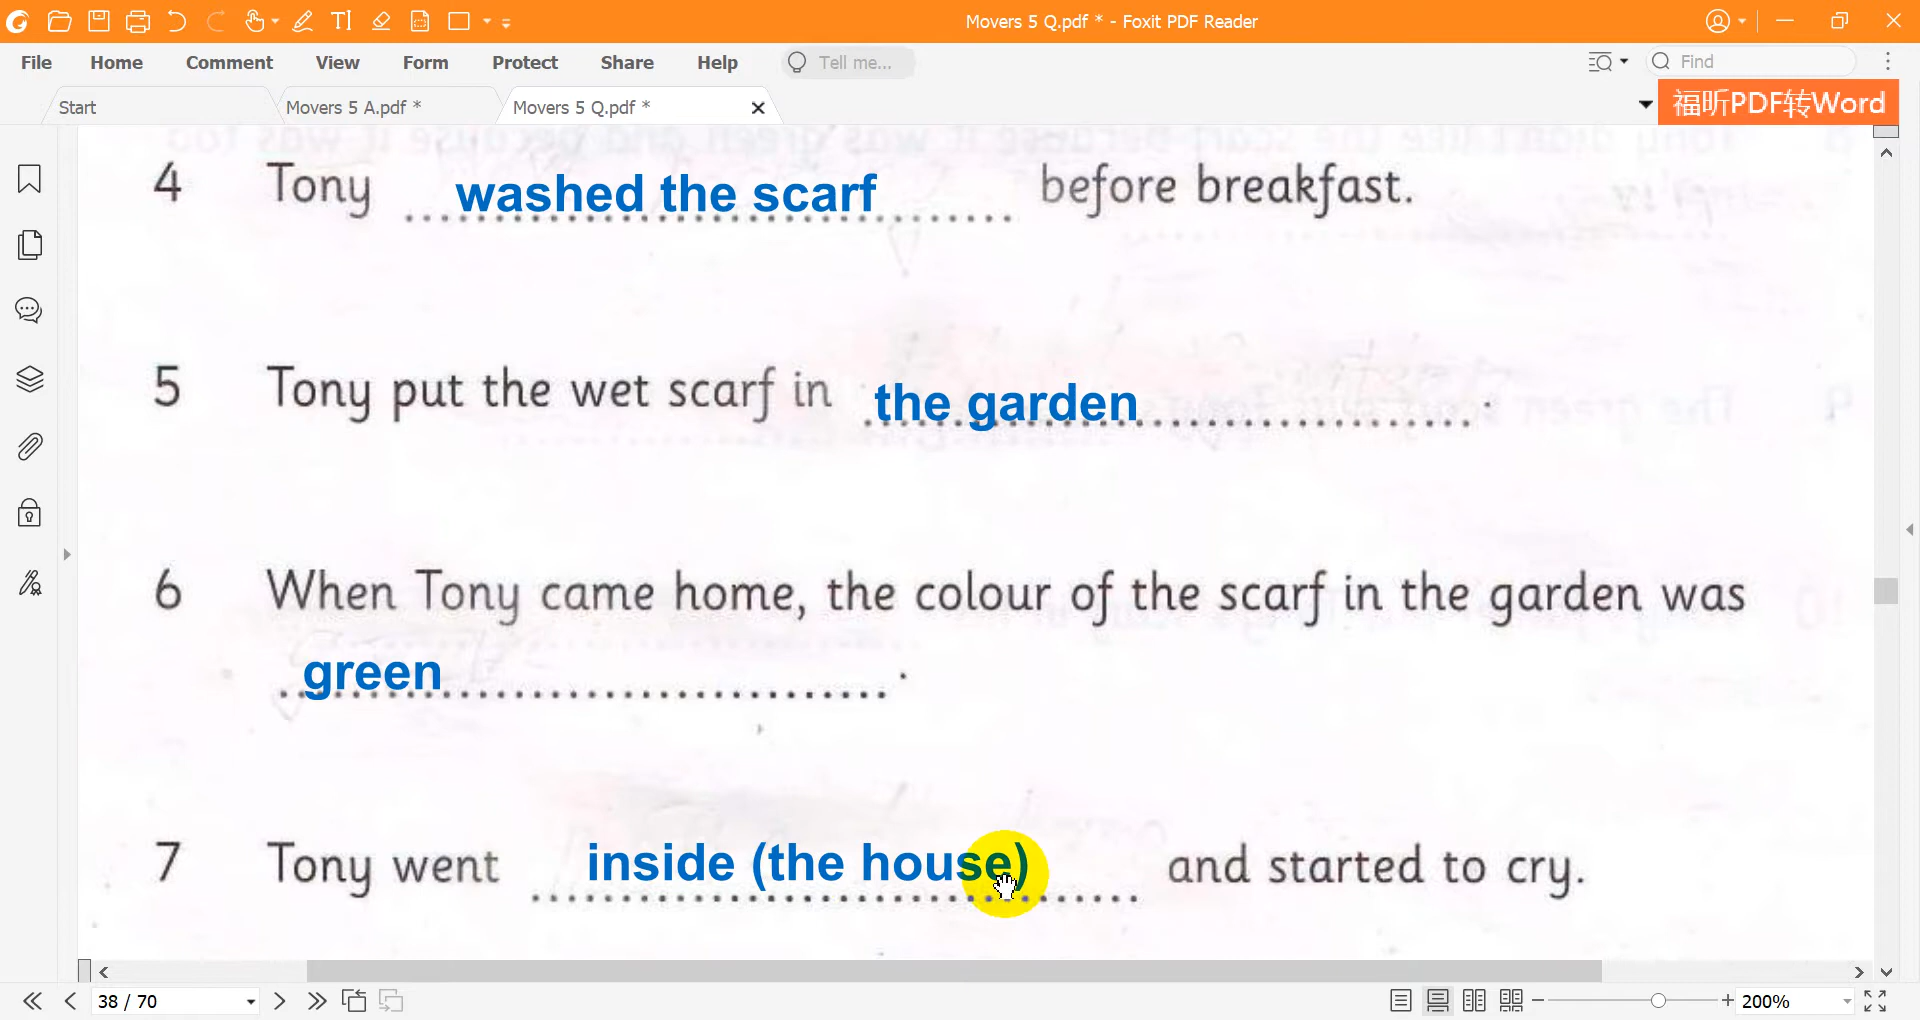 Movers 5 Q.pdf * - Foxit PDF Reader
File Home Comment View Form Protect Share Help Tell me... Find
Start Movers 5 A.pdf * Movers 5 Q.pdf * 福昕PDF转Word
4 Tony washed the scarf before breakfast.
5 Tony put the wet scarf in the garden.
6 When Tony came home, the colour of the scarf in the garden was
green.
7 Tony went inside (the house) and started to cry.
38 / 70 200%